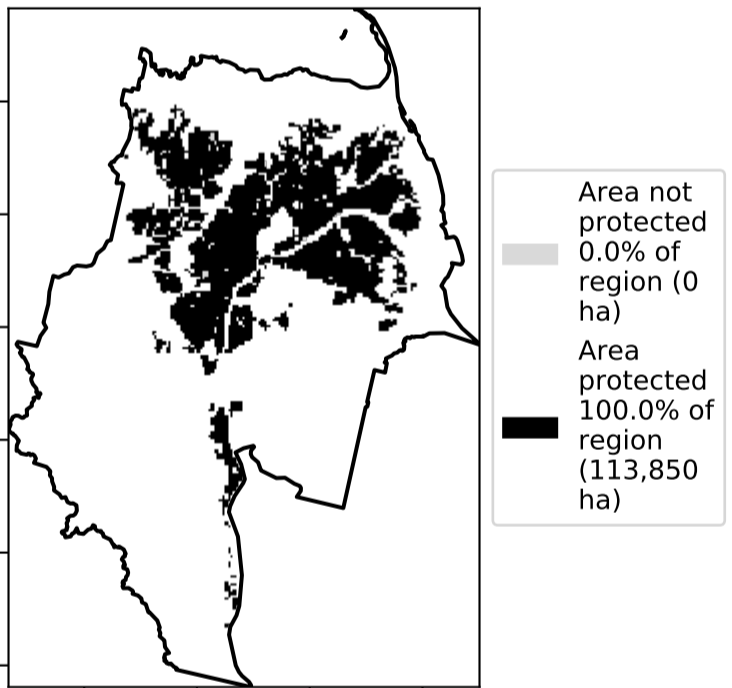 Area not
protected
0.0% of
region (0
ha)
Area
protected
100.0% of
region
(113,850
ha)